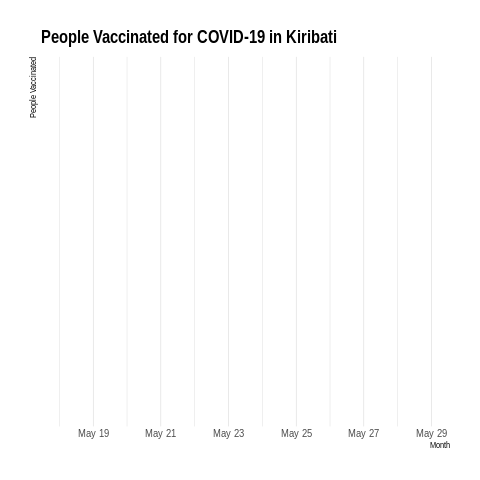 People Vaccinated for COVID-19 in Kiribati
People Vaccinated
May 19 May 21 May 23 May 25 May 27 May 29
Month